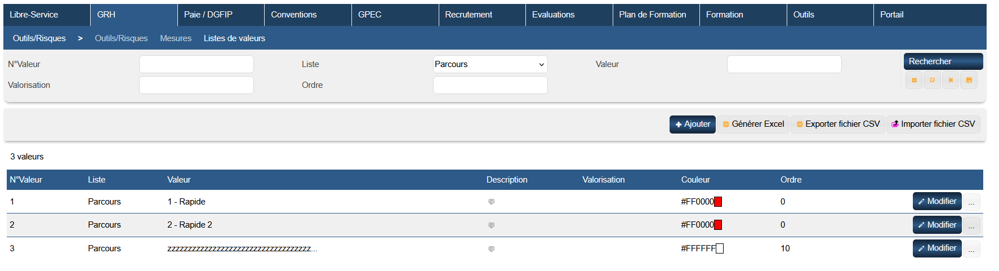 Libre-Service GRH Paie / DGFIP Conventions GPEC Recrutement Evaluations Plan de Formation Formation Outils Portail
Outils/Risques > Outils/Risques Mesures Listes de valeurs
N°Valeur Liste Parcours Valeur Rechercher
Valorisation Ordre
Ajouter Générer Excel Exporter fichier CSV Importer fichier CSV
3 valeurs
N°Valeur Liste Valeur Description Valorisation Couleur Ordre
1 Parcours 1 - Rapide #FF0000 0 Modifier ...
2 Parcours 2 - Rapide 2 #FF0000 0 Modifier ...
3 Parcours zzzzzzzzzzzzzzzzzzzzzzzzzzzzzzzzzzz... #FFFFFF 10 Modifier ...